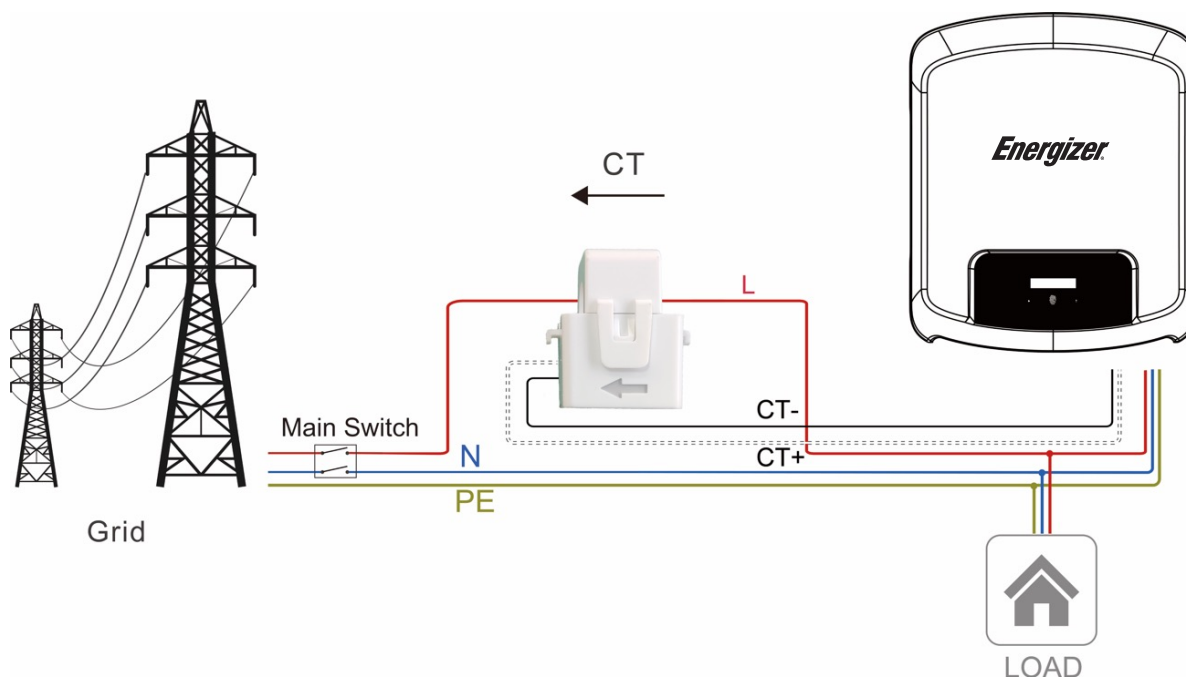 Energizer
CT
L
CT-
Main Switch
N
CT+
PE
Grid
LOAD